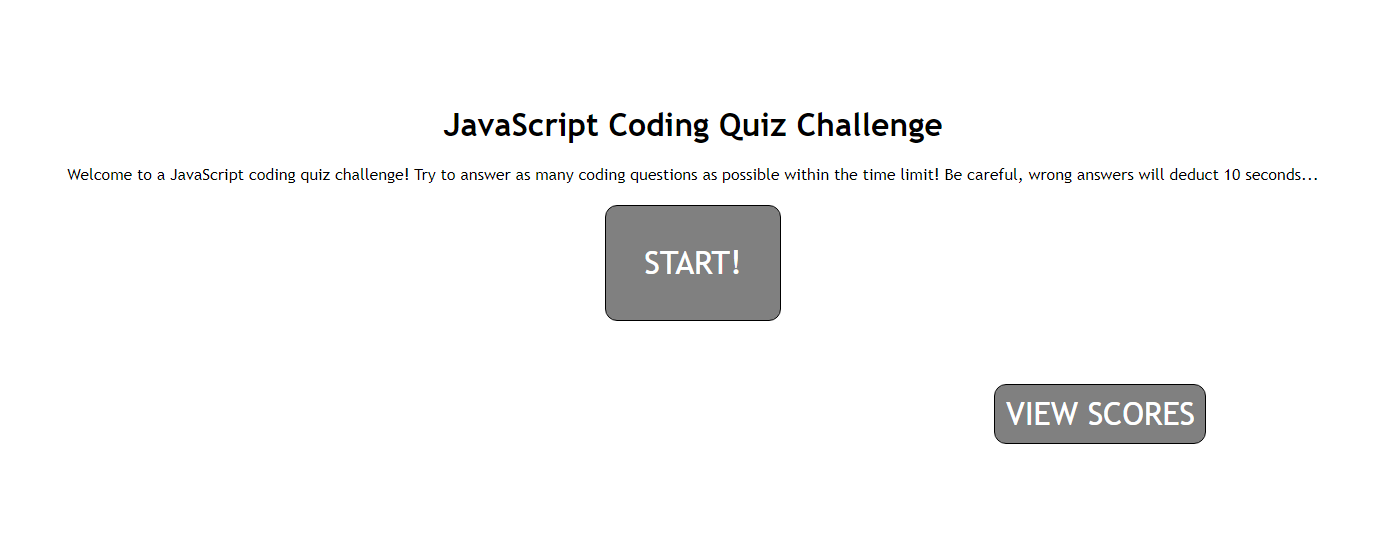 JavaScript Coding Quiz Challenge
Welcome to a JavaScript coding quiz challenge! Try to answer as many coding questions as possible within the time limit! Be careful, wrong answers will deduct 10 seconds...
START!
VIEW SCORES